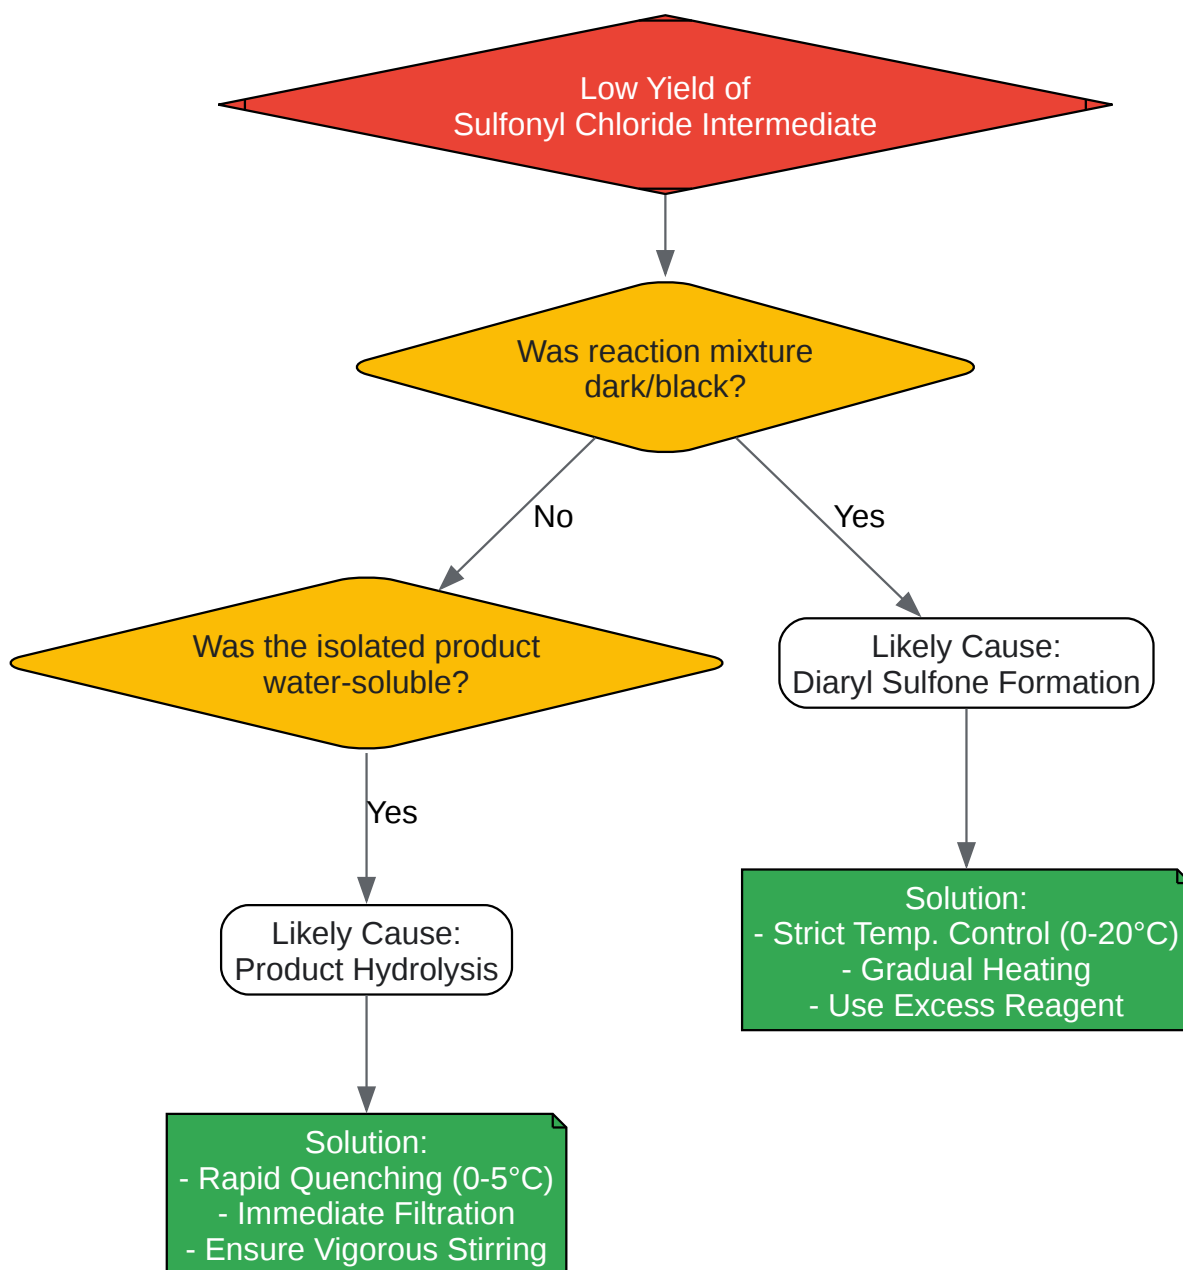 Low Yield of
Sulfonyl Chloride Intermediate
Was reaction mixture
dark/black?
No
Yes
Was the isolated product
water-soluble?
Likely Cause:
Diaryl Sulfone Formation
Yes
Solution:
- Strict Temp. Control (0-20°C)
- Gradual Heating
- Use Excess Reagent
Likely Cause:
Product Hydrolysis
Solution:
- Rapid Quenching (0-5°C)
- Immediate Filtration
- Ensure Vigorous Stirring